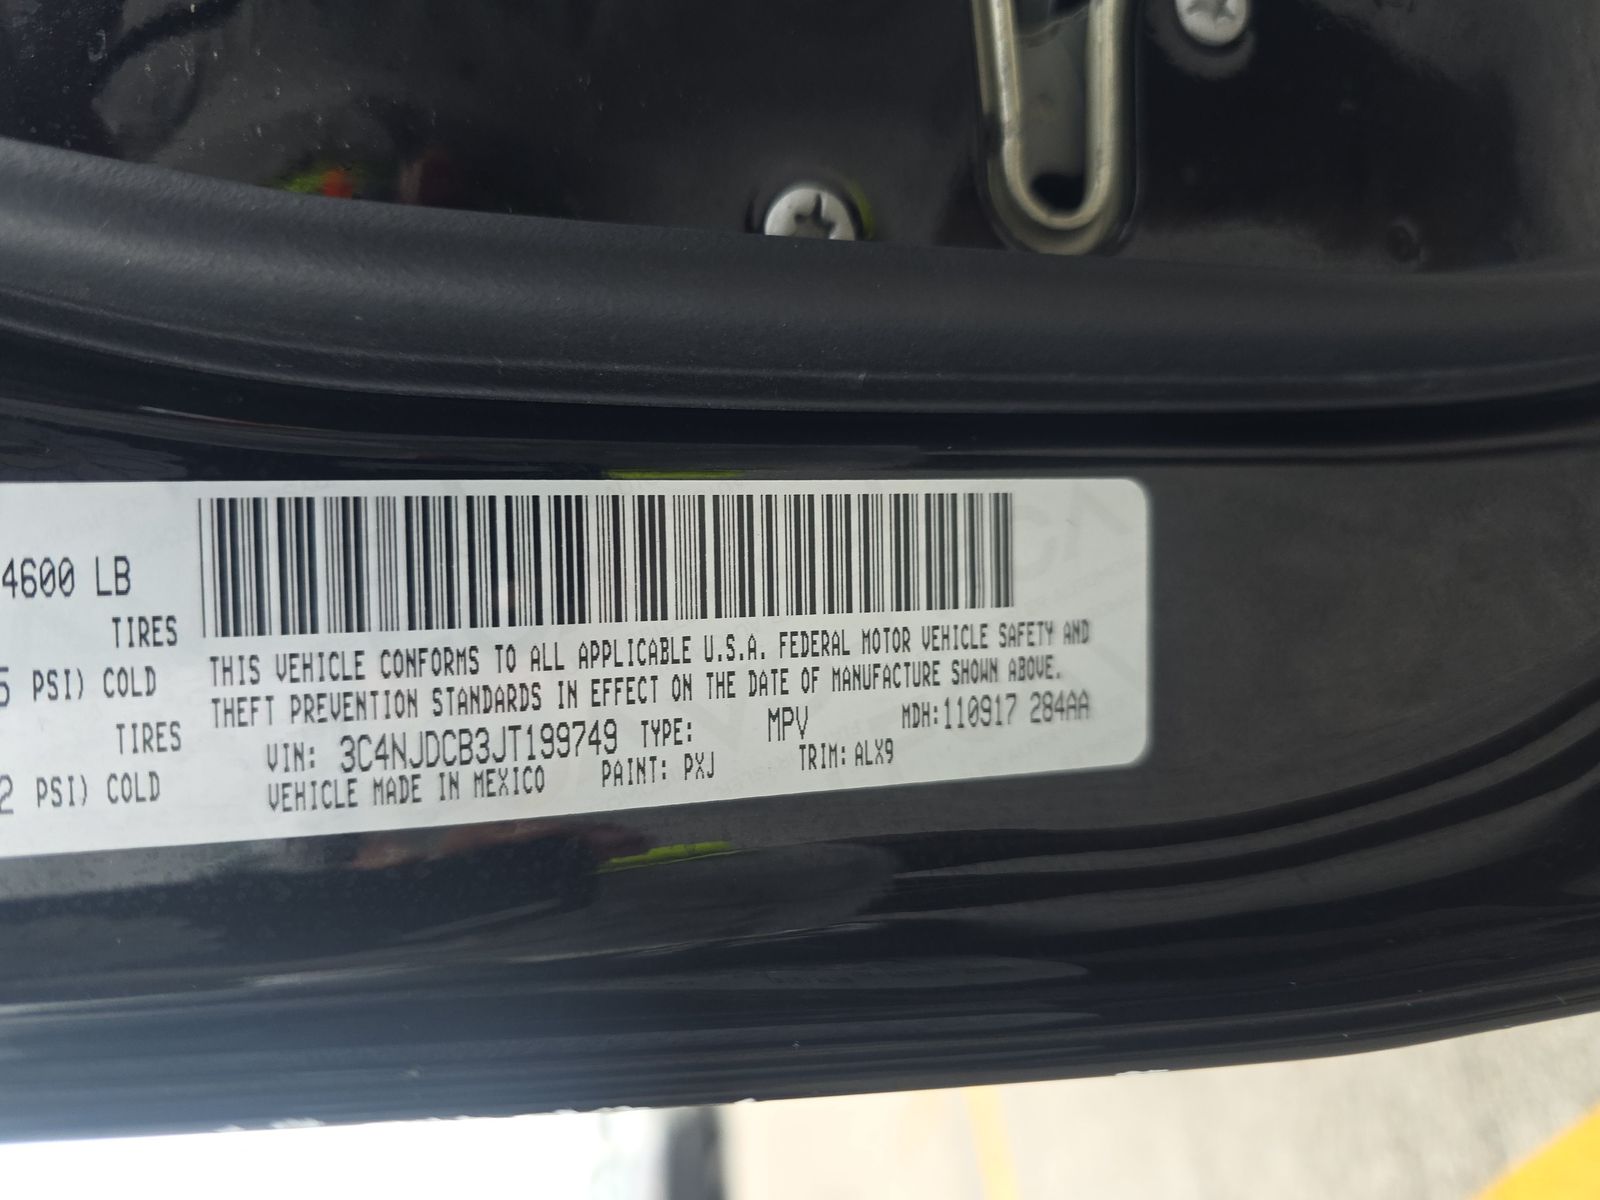 4600 LB
TIRES
5 PSI) COLD
TIRES
2 PSI) COLD
THIS VEHICLE CONFORMS TO ALL APPLICABLE U.S.A. FEDERAL MOTOR VEHICLE SAFETY AND
THEFT PREVENTION STANDARDS IN EFFECT ON THE DATE OF MANUFACTURE SHOWN ABOVE.
VIN: 3C4NJDCB3JT199749 TYPE: MPV MDH:110917 284AA
VEHICLE MADE IN MEXICO PAINT: PXJ TRIM: ALX9